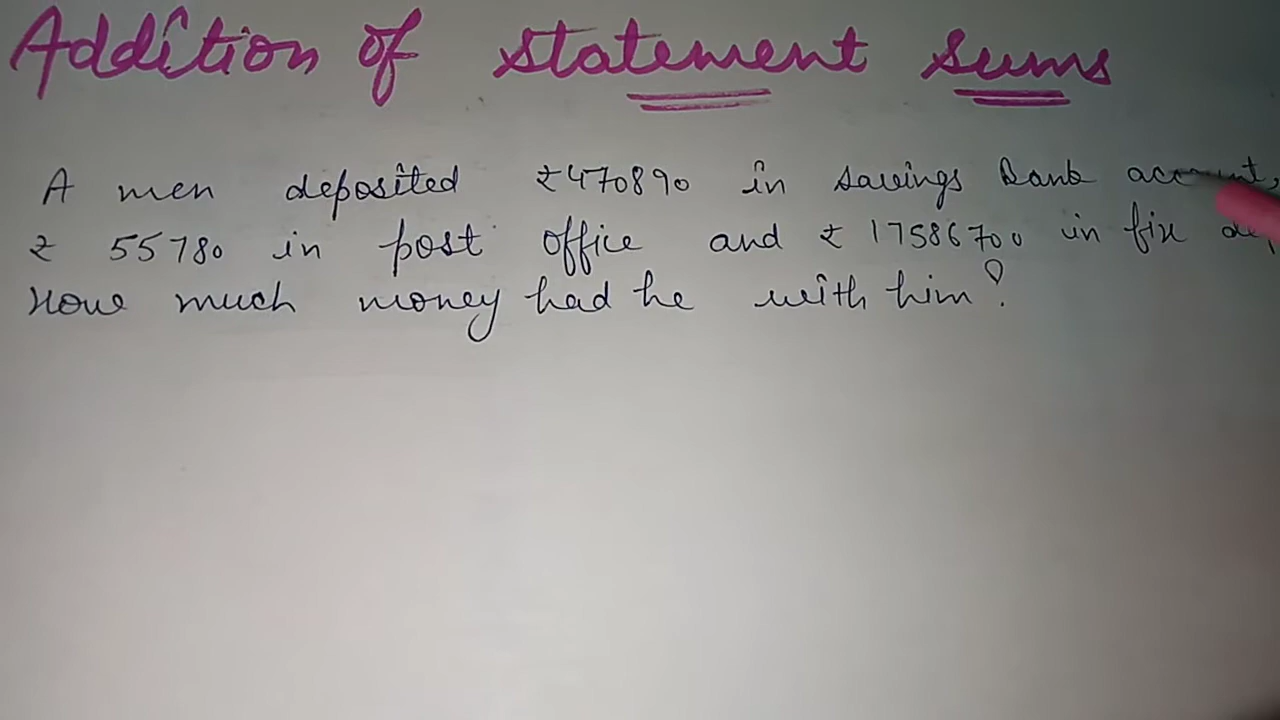 Addition of statement sums
A men deposited ₹470890 in savings Bank account,
₹ 55780 in post office and ₹ 17586700 in fix
How much money had he with him?